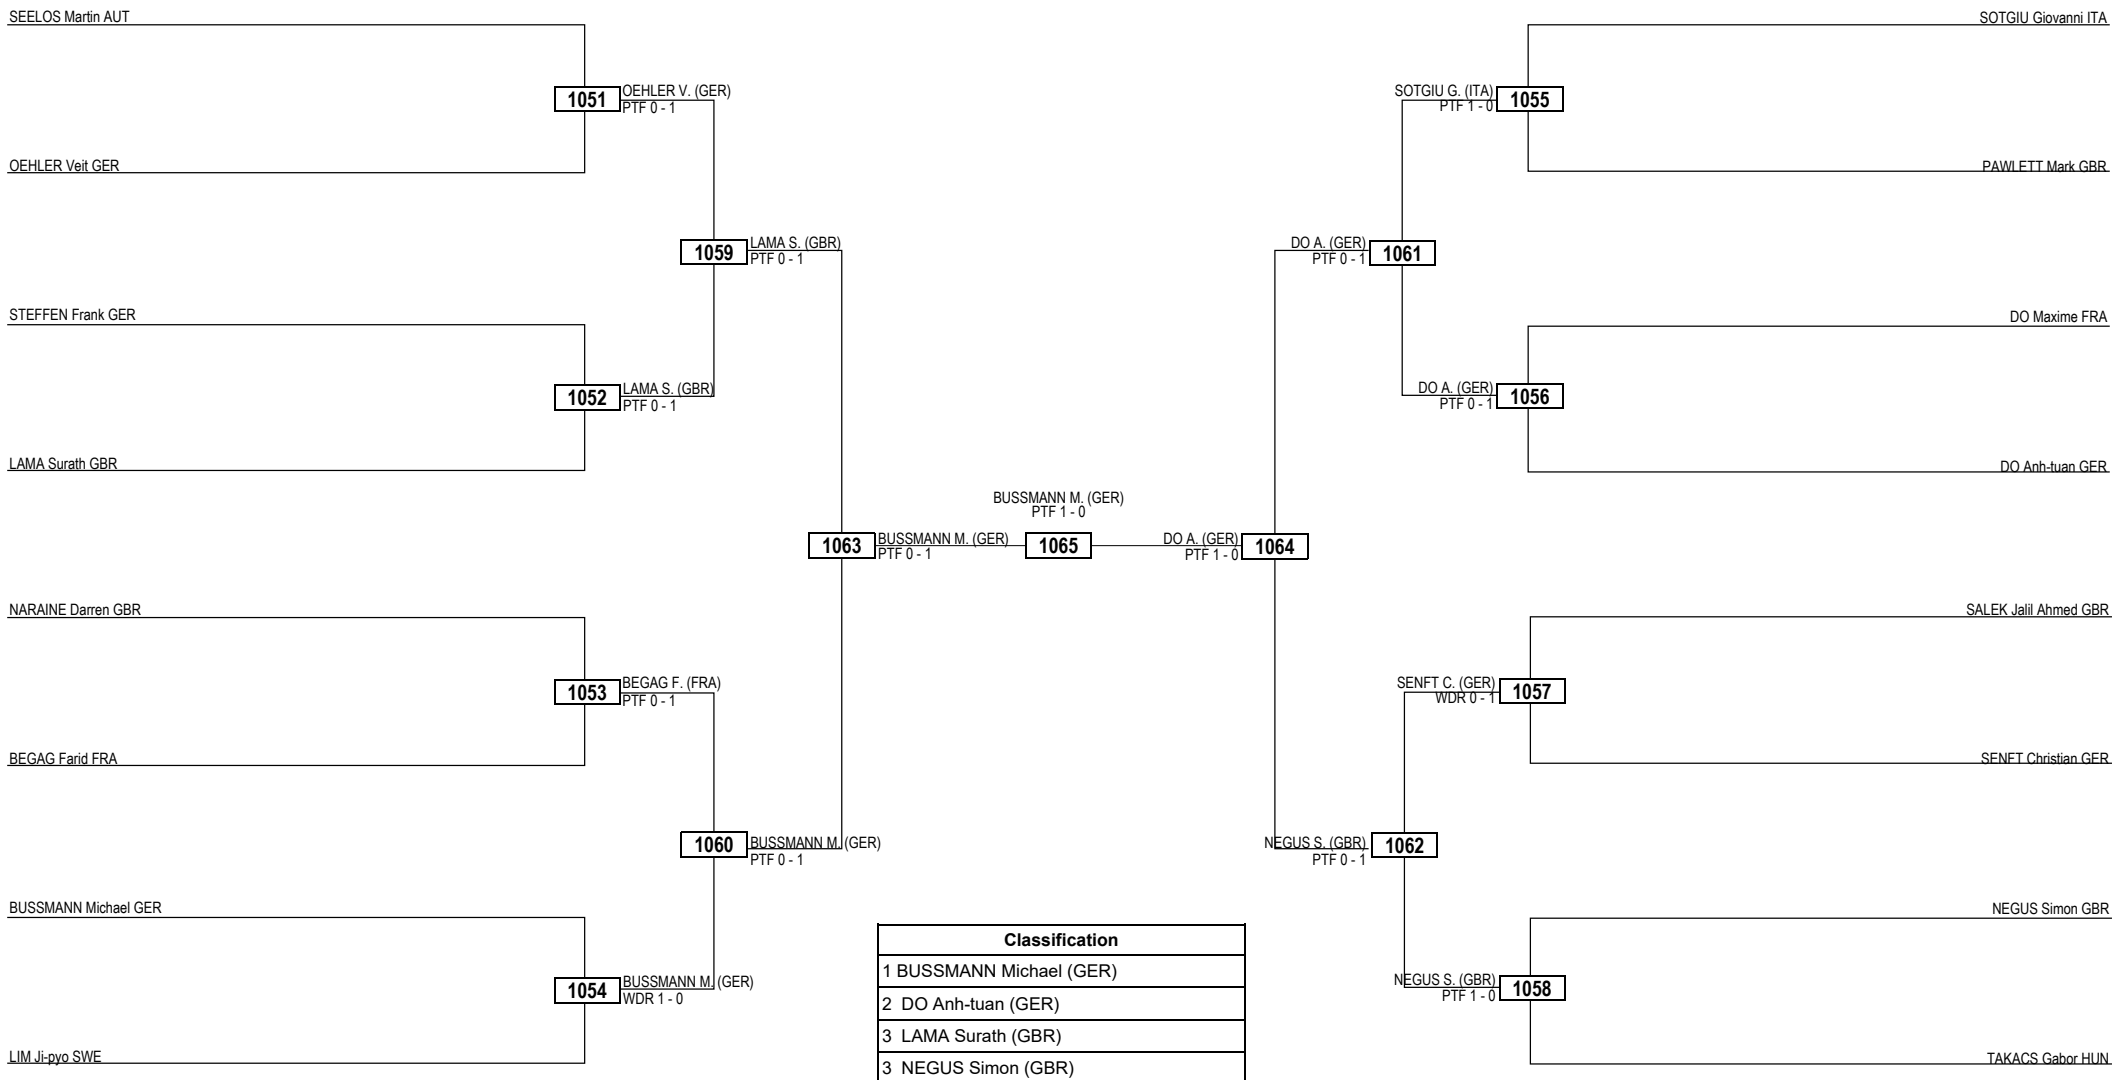 SEELOS Martin AUT
1051
OEHLER V. (GER)
PTF 0 - 1
OEHLER Veit GER
1059
LAMA S. (GBR)
PTF 0 - 1
STEFFEN Frank GER
1052
LAMA S. (GBR)
PTF 0 - 1
LAMA Surath GBR
1063
BUSSMANN M. (GER)
PTF 0 - 1
NARAINE Darren GBR
1053
BEGAG F. (FRA)
PTF 0 - 1
BEGAG Farid FRA
1060
BUSSMANN M. (GER)
PTF 0 - 1
BUSSMANN Michael GER
1054
BUSSMANN M. (GER)
WDR 1 - 0
LIM Ji-pyo SWE
BUSSMANN M. (GER)
PTF 1 - 0
1065
SOTGIU Giovanni ITA
SOTGIU G. (ITA)
PTF 1 - 0
1055
PAWLETT Mark GBR
DO A. (GER)
PTF 0 - 1
1061
DO Maxime FRA
DO A. (GER)
PTF 0 - 1
1056
DO Anh-tuan GER
DO A. (GER)
PTF 1 - 0
1064
SALEK Jalil Ahmed GBR
SENFT C. (GER)
WDR 0 - 1
1057
SENFT Christian GER
NEGUS S. (GBR)
PTF 0 - 1
1062
NEGUS Simon GBR
NEGUS S. (GBR)
PTF 1 - 0
1058
TAKACS Gabor HUN
Classification
1 BUSSMANN Michael (GER)
2 DO Anh-tuan (GER)
3 LAMA Surath (GBR)
3 NEGUS Simon (GBR)